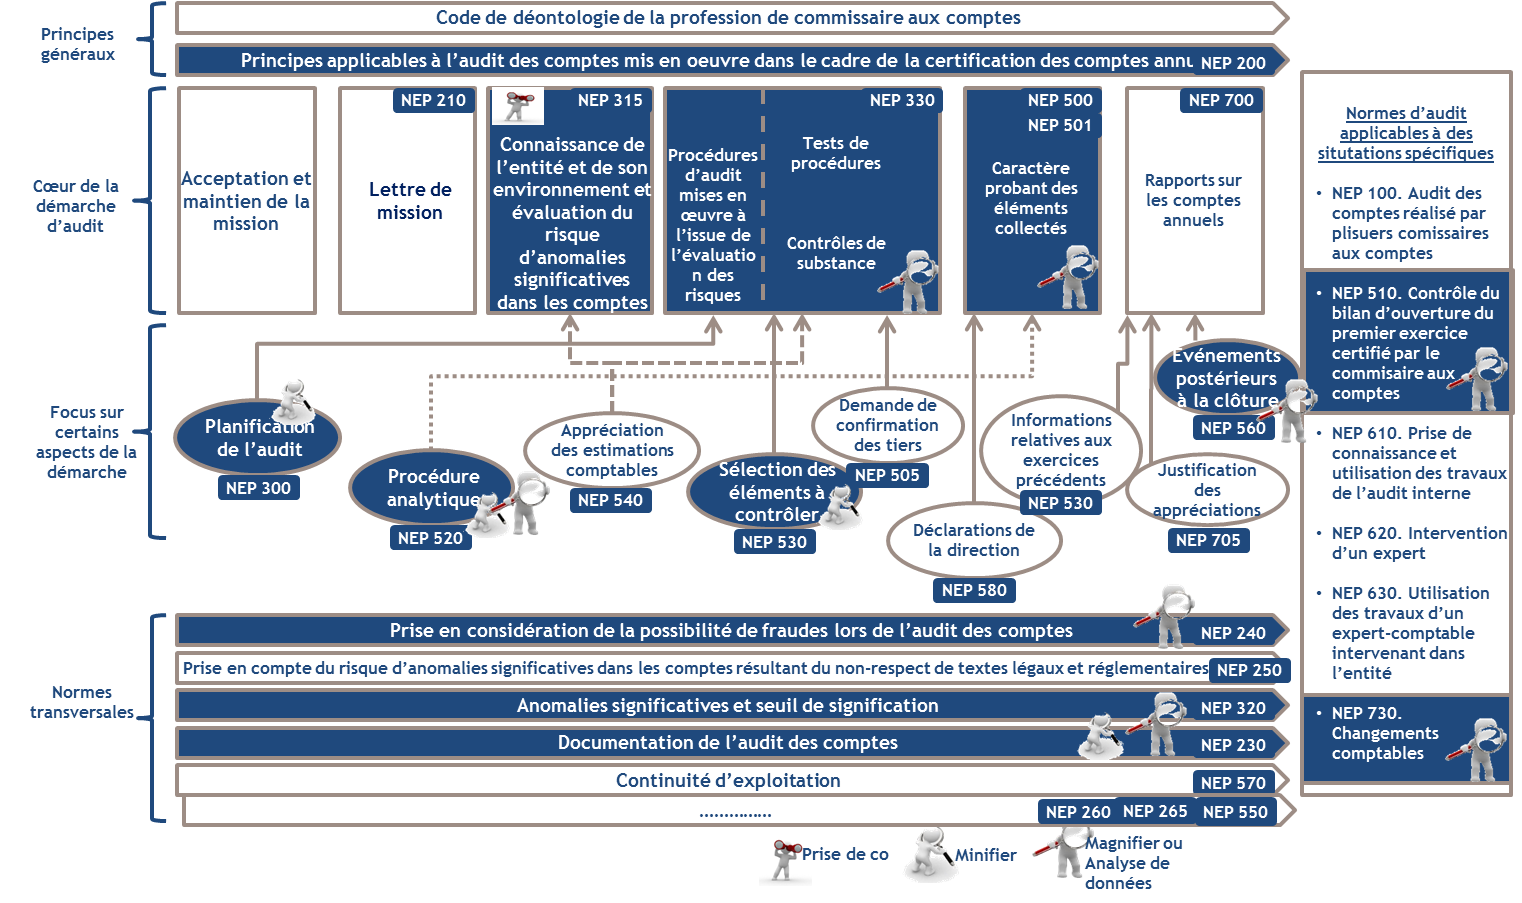 Principes
généraux
Code de déontologie de la profession de commissaire aux comptes
Principes applicables à l'audit des comptes mis en oeuvre dans le cadre de la certification des comptes annu
NEP 200
Cœur de la
démarche
d'audit
Acceptation et
maintien de la
mission
NEP 210
Lettre de
mission
NEP 315
Connaissance de
l'entité et de son
environnement et
évaluation du
risque
d'anomalies
significatives
dans les comptes
Procédures
d'audit
mises en
œuvre à
l'issue de
l'évaluatio
n des
risques
NEP 330
Tests de
procédures
Contrôles de
substance
NEP 500
NEP 501
Caractère
probant des
éléments
collectés
NEP 700
Rapports sur
les comptes
annuels
Normes d'audit
applicables à des
situtations spécifiques
• NEP 100. Audit des
comptes réalisé par
plisuers comissaires
aux comptes
• NEP 510. Contrôle du
bilan d'ouverture du
premier exercice
certifié par le
commisaire aux
comptes
• NEP 610. Prise de
connaissance et
utilisation des travaux
de l'audit interne
• NEP 620. Intervention
d'un expert
• NEP 630. Utilisation
des travaux d'un
expert-comptable
intervenant dans
l'entité
• NEP 730.
Changements
comptables
Focus sur
certains
aspects de la
démarche
Planification
de l'audit
NEP 300
Procédure
analytique
NEP 520
Appréciation
des estimations
comptables
NEP 540
Sélection des
éléments à
contrôler
NEP 530
Demande de
confirmation
des tiers
NEP 505
Déclarations de
la direction
NEP 580
Informations
relatives aux
exercices
précédents
NEP 530
Evénements
postérieurs
à la clôture
NEP 560
Justification
des
appréciations
NEP 705
Normes
transversales
Prise en considération de la possibilité de fraudes lors de l'audit des comptes
NEP 240
Prise en compte du risque d'anomalies significatives dans les comptes résultant du non-respect de textes légaux et réglementaires
NEP 250
Anomalies significatives et seuil de signification
NEP 320
Documentation de l'audit des comptes
NEP 230
Continuité d'exploitation
NEP 570
...............
NEP 260
NEP 265
NEP 550
Prise de co
Minifier
Magnifier ou
Analyse de
données